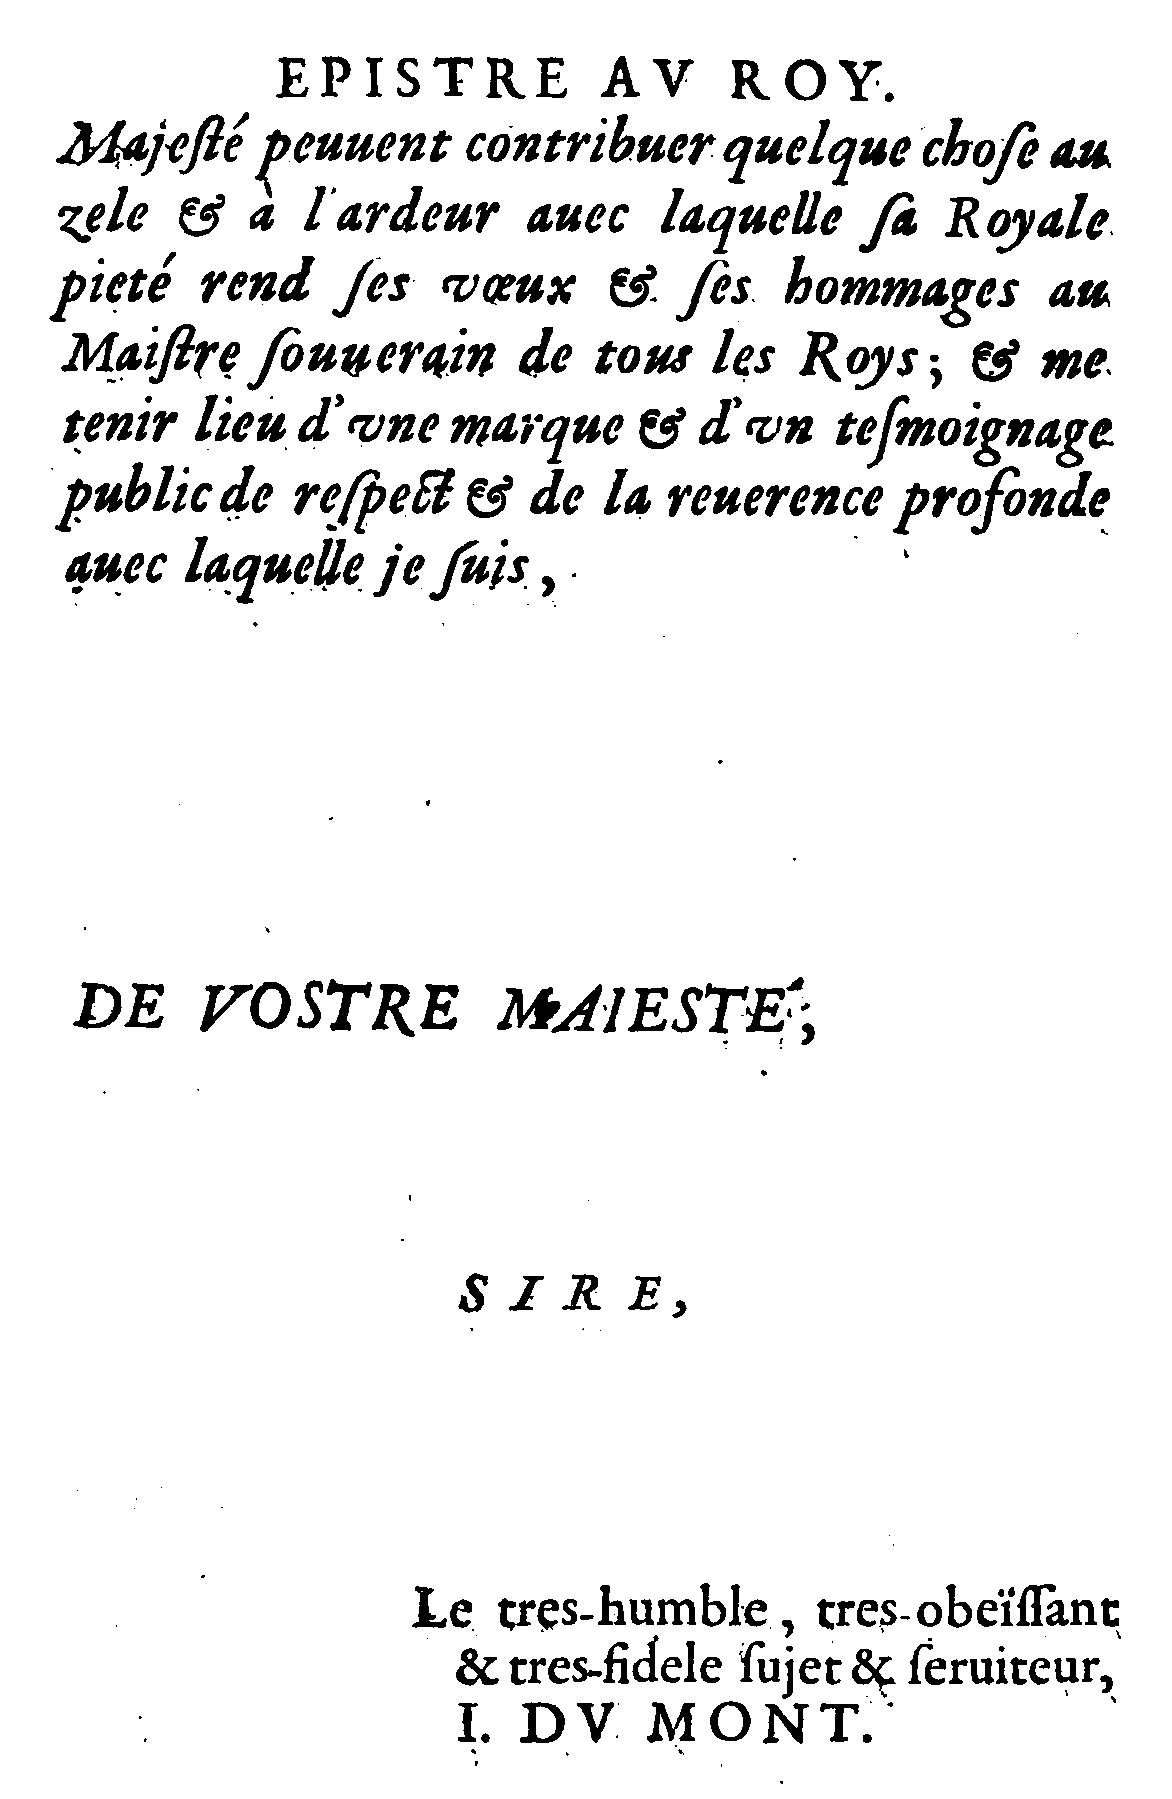 EPISTRE AV ROY.
Majeſté peuuent contribuer quelque choſe au
zele & à l'ardeur auec laquelle ſa Royale
pieté rend ſes vœux & ſes hommages au
Maiſtre ſouuerain de tous les Roys; & me
tenir lieu d'vne marque & d'vn teſmoignage
public de reſpect & de la reuerence profonde
auec laquelle je ſuis,
DE VOSTRE MAIESTÉ,
SIRE,
Le tres-humble, tres-obeïſſant
& tres-fidele ſujet & ſeruiteur,
I. DV MONT.